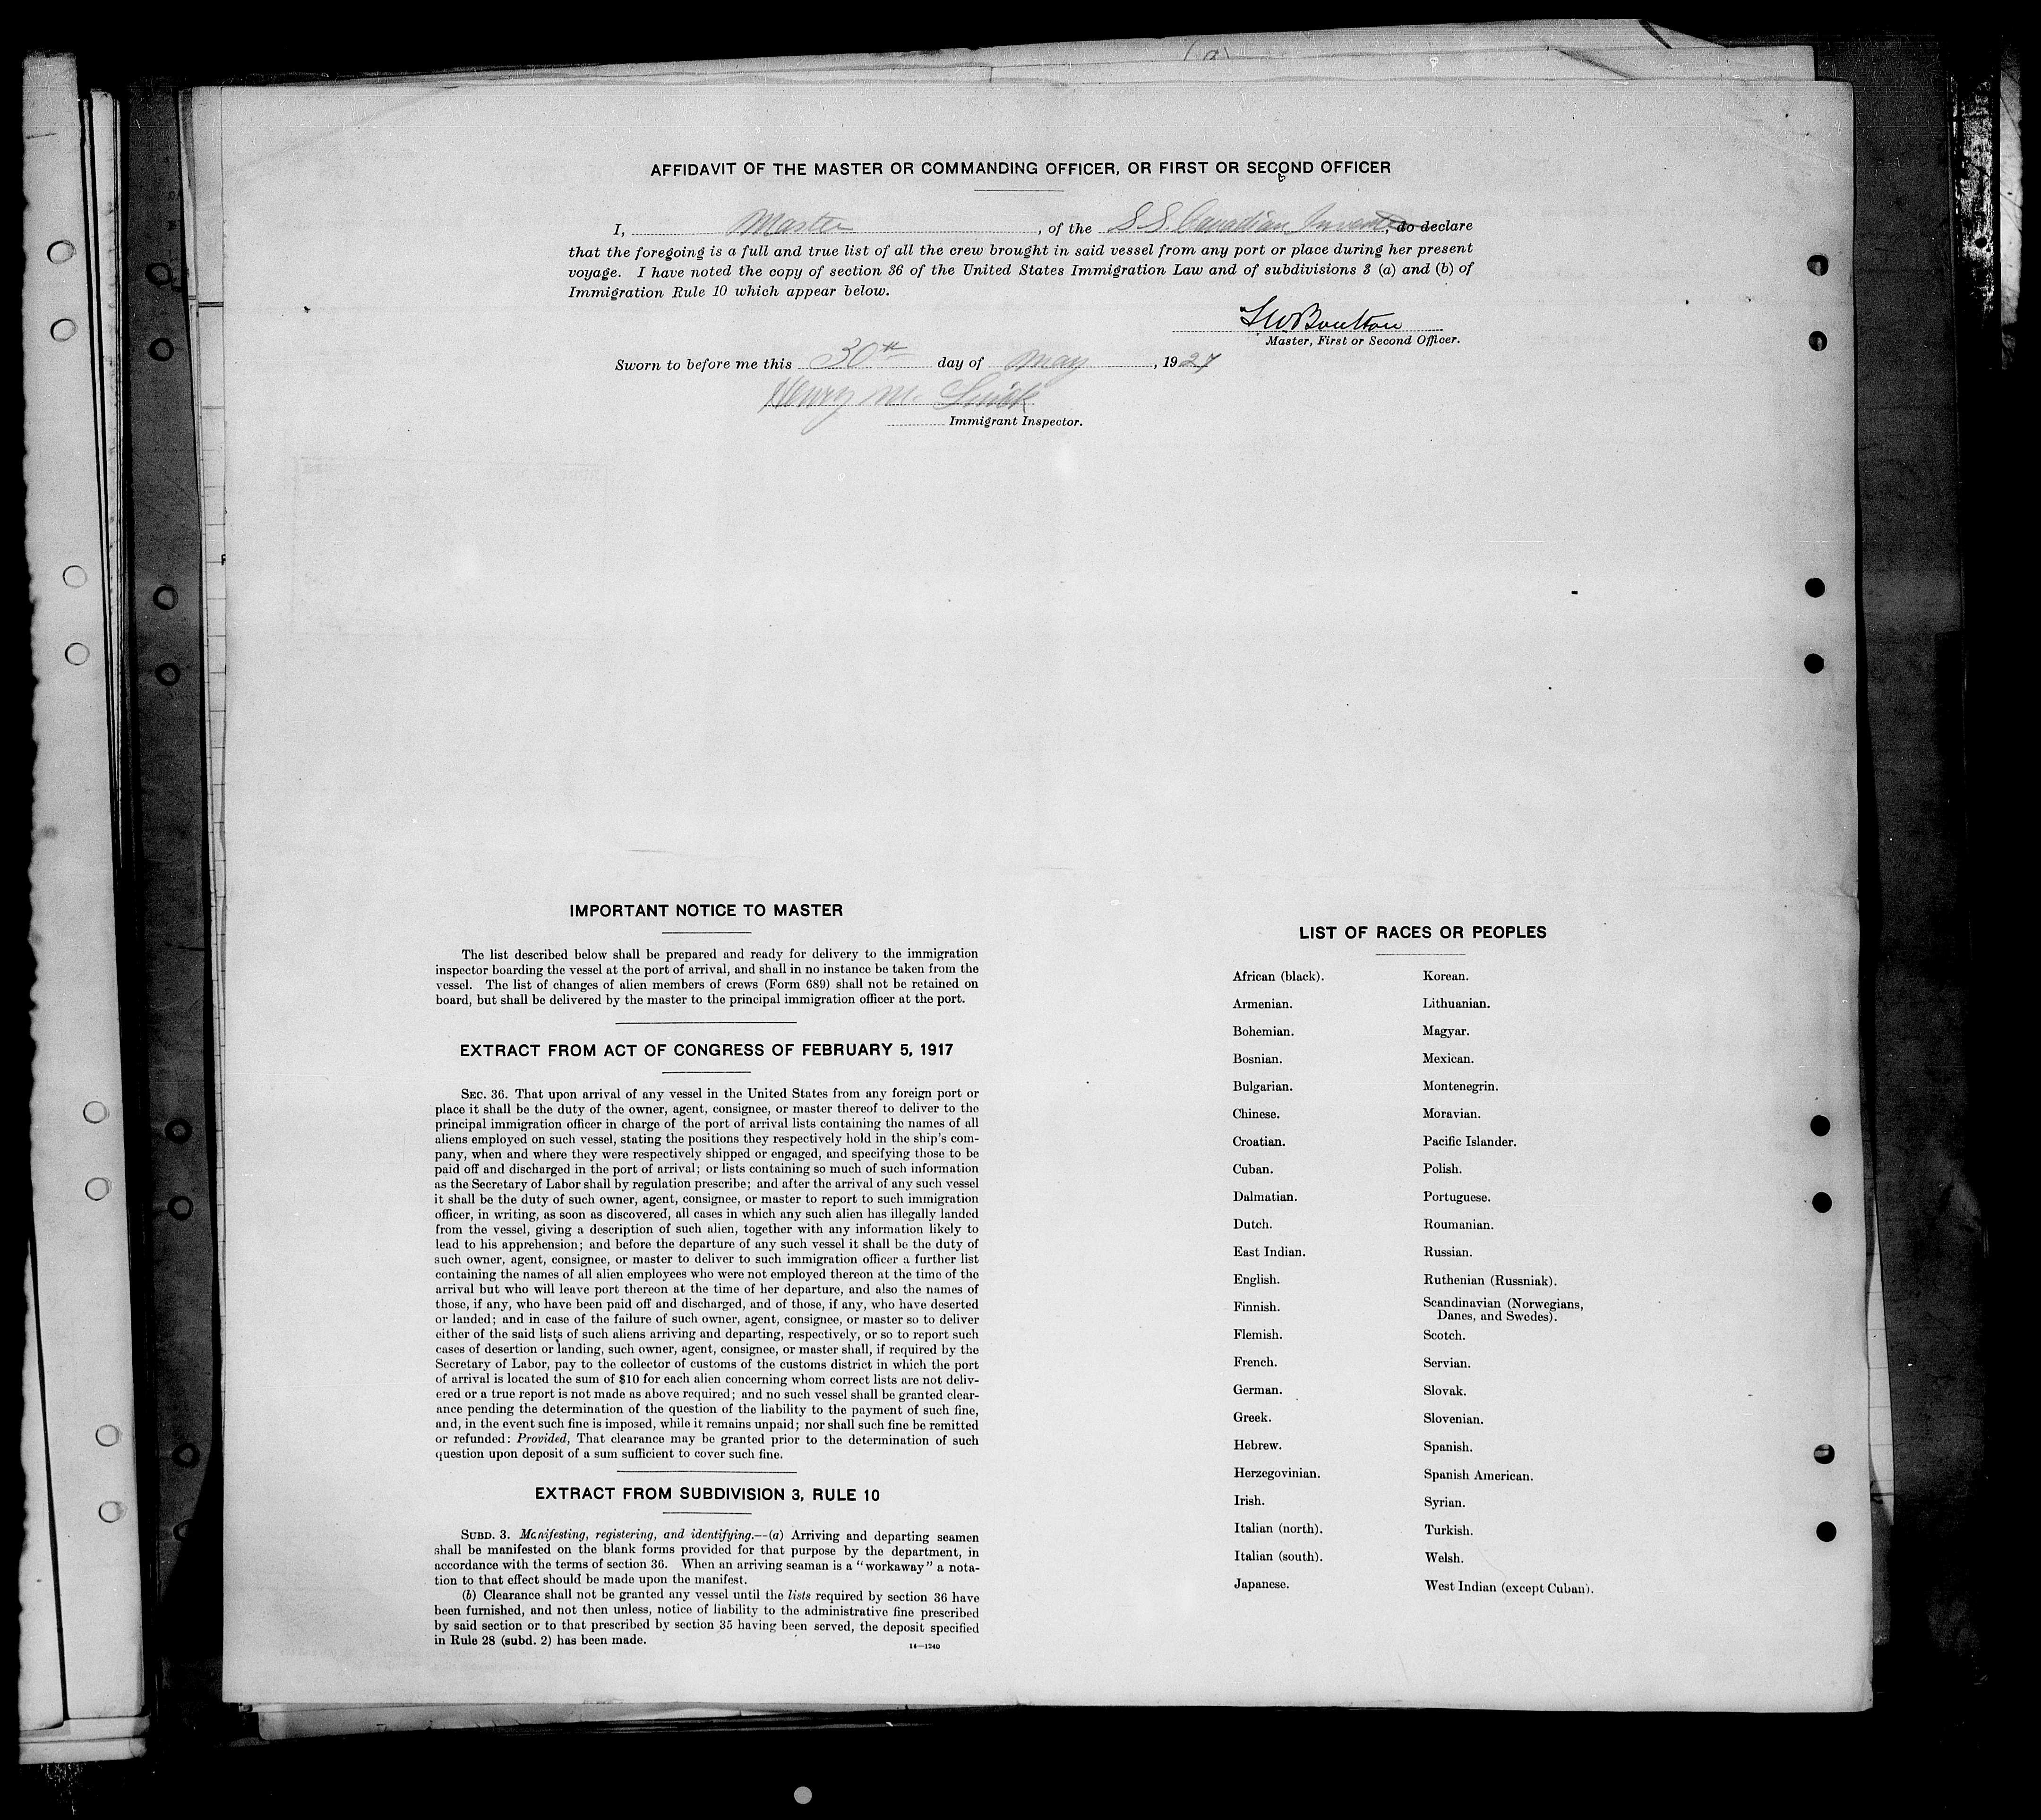 AFFIDAVIT OF THE MASTER OR COMMANDING OFFICER, OR FIRST OR SECOND OFFICER
I, Master, of the S.S. Canadian, do declare
that the foregoing is a full and true list of all the crew brought in said vessel from any port or place during her present
voyage. I have noted the copy of section 36 of the United States Immigration Law and of subdivisions 3 (a) and (b) of
Immigration Rule 10 which appear below.
Boulton
Master, First or Second Officer.
Sworn to before me this 30th day of May, 1927
Henry M.
Immigrant Inspector.
IMPORTANT NOTICE TO MASTER
The list described below shall be prepared and ready for delivery to the immigration
inspector boarding the vessel at the port of arrival, and shall in no instance be taken from the
vessel. The list of changes of alien members of crews (Form 689) shall not be retained on
board, but shall be delivered by the master to the principal immigration officer at the port.
EXTRACT FROM ACT OF CONGRESS OF FEBRUARY 5, 1917
SEC. 36. That upon arrival of any vessel in the United States from any foreign port or
place it shall be the duty of the owner, agent, consignee, or master thereof to deliver to the
principal immigration officer in charge of the port of arrival lists containing the names of all
aliens employed on such vessel, stating the positions they respectively hold in the ship's com-
pany, when and where they were respectively shipped or engaged, and specifying those to be
paid off and discharged in the port of arrival; or lists containing so much of such information
as the Secretary of Labor shall by regulation prescribe; and after the arrival of any such vessel
it shall be the duty of such owner, agent, consignee, or master to report to such immigration
officer, in writing, as soon as discovered, all cases in which any such alien has illegally landed
from the vessel, giving a description of such alien, together with any information likely to
lead to his apprehension; and before the departure of any such vessel it shall be the duty of
such owner, agent, consignee, or master to deliver to such immigration officer a further list
containing the names of all alien employees who were not employed thereon at the time of the
arrival but who will leave port thereon at the time of her departure, and also the names of
those, if any, who have been paid off and discharged, and of those, if any, who have deserted
or landed; and in case of the failure of such owner, agent, consignee, or master so to deliver
either of the said lists of such aliens arriving and departing, respectively, or so to report such
cases of desertion or landing, such owner, agent, consignee, or master shall, if required by the
Secretary of Labor, pay to the collector of customs of the customs district in which the port
of arrival is located the sum of $10 for each alien concerning whom correct lists are not deliv-
ered or a true report is not made as above required; and no such vessel shall be granted clear-
ance pending the determination of the question of the liability to the payment of such fine,
and, in the event such fine is imposed, while it remains unpaid; nor shall such fine be remitted
or refunded: Provided, That clearance may be granted prior to the determination of such
question upon deposit of a sum sufficient to cover such fine.
EXTRACT FROM SUBDIVISION 3, RULE 10
SUBD. 3. Manifesting, registering, and identifying.—(a) Arriving and departing seamen
shall be manifested on the blank forms provided for that purpose by the department, in
accordance with the terms of section 36. When an arriving seaman is a "workaway" a nota-
tion to that effect should be made upon the manifest.
(b) Clearance shall not be granted any vessel until the lists required by section 36 have
been furnished, and not then unless, notice of liability to the administrative fine prescribed
by said section or to that prescribed by section 35 having been served, the deposit specified
in Rule 28 (subd. 2) has been made.
14—1240
LIST OF RACES OR PEOPLES
African (black).
Armenian.
Bohemian.
Bosnian.
Bulgarian.
Chinese.
Croatian.
Cuban.
Dalmatian.
Dutch.
East Indian.
English.
Finnish.
Flemish.
French.
German.
Greek.
Hebrew.
Herzegovinian.
Irish.
Italian (north).
Italian (south).
Japanese.
Korean.
Lithuanian.
Magyar.
Mexican.
Montenegrin.
Moravian.
Pacific Islander.
Polish.
Portuguese.
Roumanian.
Russian.
Ruthenian (Russniak).
Scandinavian (Norwegians,
Danes, and Swedes).
Scotch.
Servian.
Slovak.
Slovenian.
Spanish.
Spanish American.
Syrian.
Turkish.
Welsh.
West Indian (except Cuban).